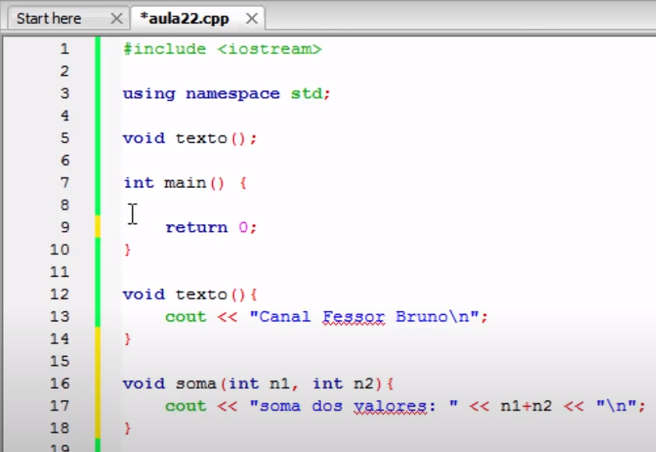 Start here
*aula22.cpp
1 #include <iostream>
2
3 using namespace std;
4
5 void texto();
6
7 int main() {
8
9 return 0;
10 }
11
12 void texto(){
13 cout << "Canal Fessor Bruno\n";
14 }
15
16 void soma(int n1, int n2){
17 cout << "soma dos valores: " << n1+n2 << "\n";
18 }
19